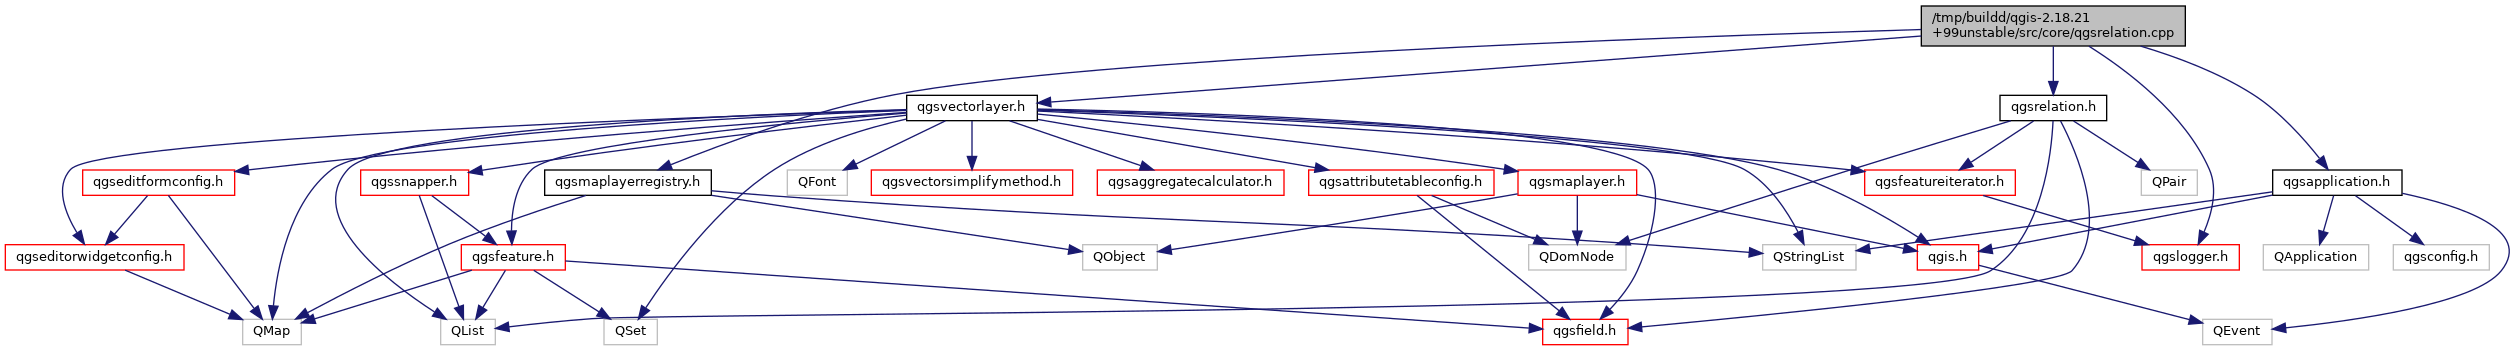 /tmp/buildd/qgis-2.18.21
+99unstable/src/core/qgsrelation.cpp
qgsvectorlayer.h
qgsrelation.h
qgseditformconfig.h
qgssnapper.h
qgsmaplayerregistry.h
QFont
qgsvectorsimplifymethod.h
qgsaggregatecalculator.h
qgsattributetableconfig.h
qgsmaplayer.h
qgsfeatureiterator.h
QPair
qgsapplication.h
qgseditorwidgetconfig.h
qgsfeature.h
QObject
QDomNode
QStringList
qgis.h
qgslogger.h
QApplication
qgsconfig.h
QMap
QList
QSet
qgsfield.h
QEvent